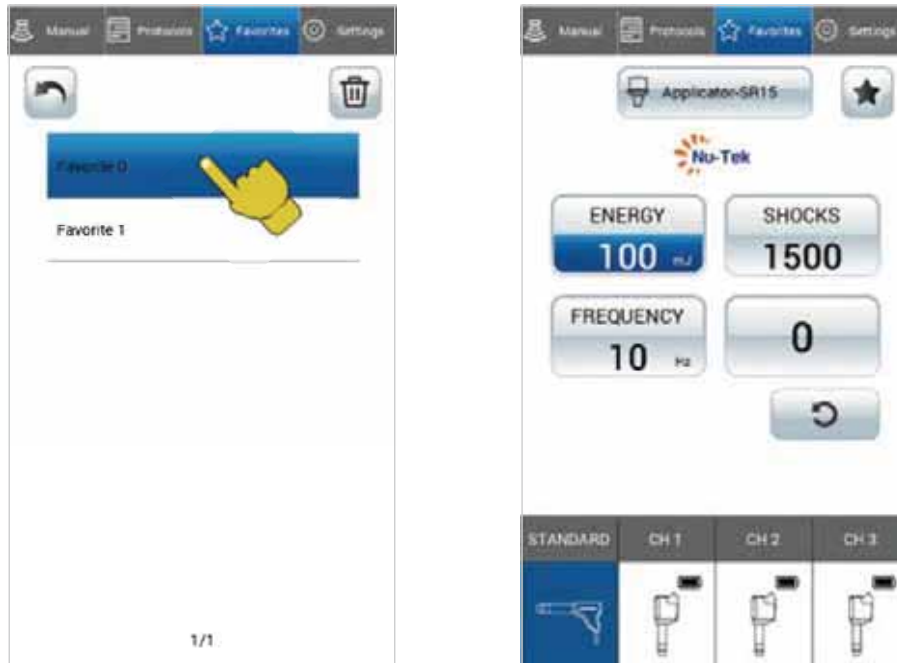 Manual Protocols Favorites Settings
Favorite 0
Favorite 1
1/1
Manual Protocols Favorites Settings
Applicator-SR15
Nu-Tek
ENERGY SHOCKS
100 mJ 1500
FREQUENCY
10 Hz 0
STANDARD CH 1 CH 2 CH 3